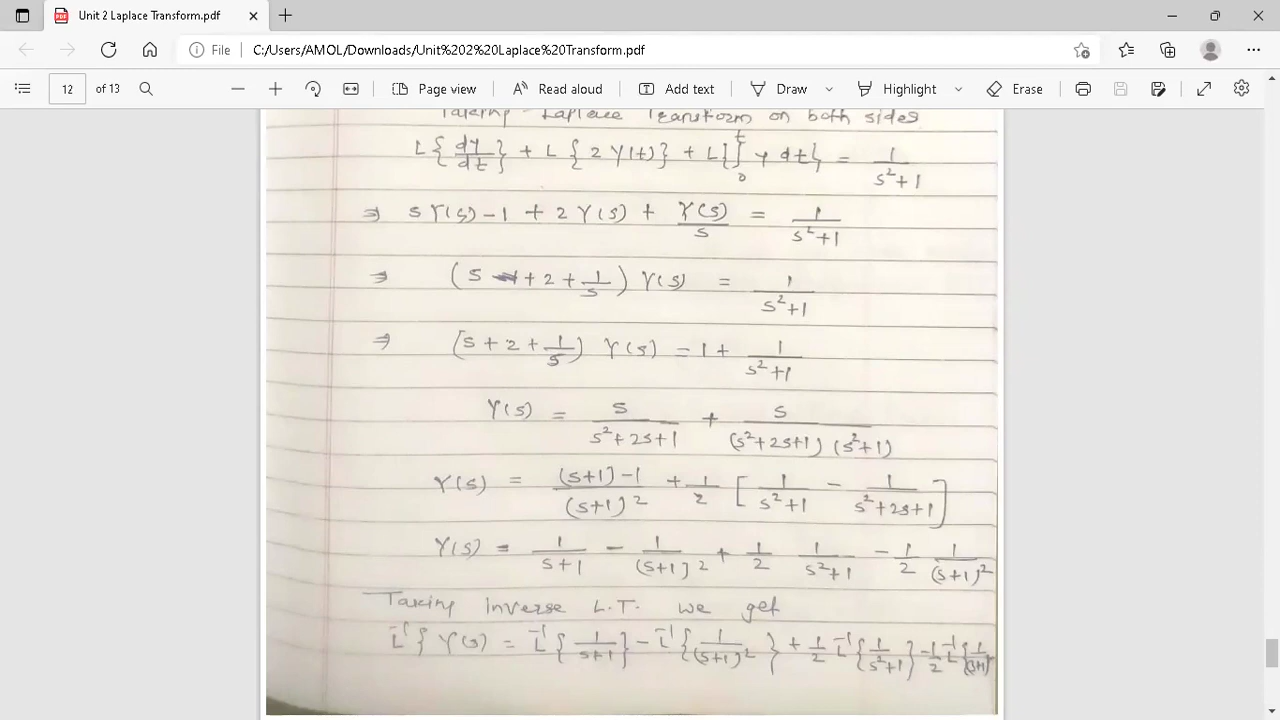 Unit 2 Laplace Transform.pdf
File C:/Users/AMOL/Downloads/Unit%202%20Laplace%20Transform.pdf
12 of 13 Page view Read aloud Add text Draw Highlight Erase
Taking Laplace Transform on both sides
L{dy/dt} + L{2 y(t)} + L{∫₀ᵗ y dt} = 1/(s²+1)
⇒ s Y(s) - 1 + 2 Y(s) + Y(s)/s = 1/(s²+1)
⇒ (s + 2 + 1/s) Y(s) = 1/(s²+1)
⇒ (s + 2 + 1/s) Y(s) = 1 + 1/(s²+1)
Y(s) = s/(s²+2s+1) + s/((s²+2s+1)(s²+1))
Y(s) = ((s+1)-1)/(s+1)² + 1/2 [1/(s²+1) - 1/(s²+2s+1)]
Y(s) = 1/(s+1) - 1/(s+1)² + 1/2 1/(s²+1) - 1/2 1/(s+1)²
Taking inverse L.T. we get
L⁻¹{ Y(s) = L⁻¹{1/(s+1)} - L⁻¹{1/(s+1)²} + 1/2 L⁻¹{1/(s²+1)} - 1/2 L⁻¹{1/(s+1)²